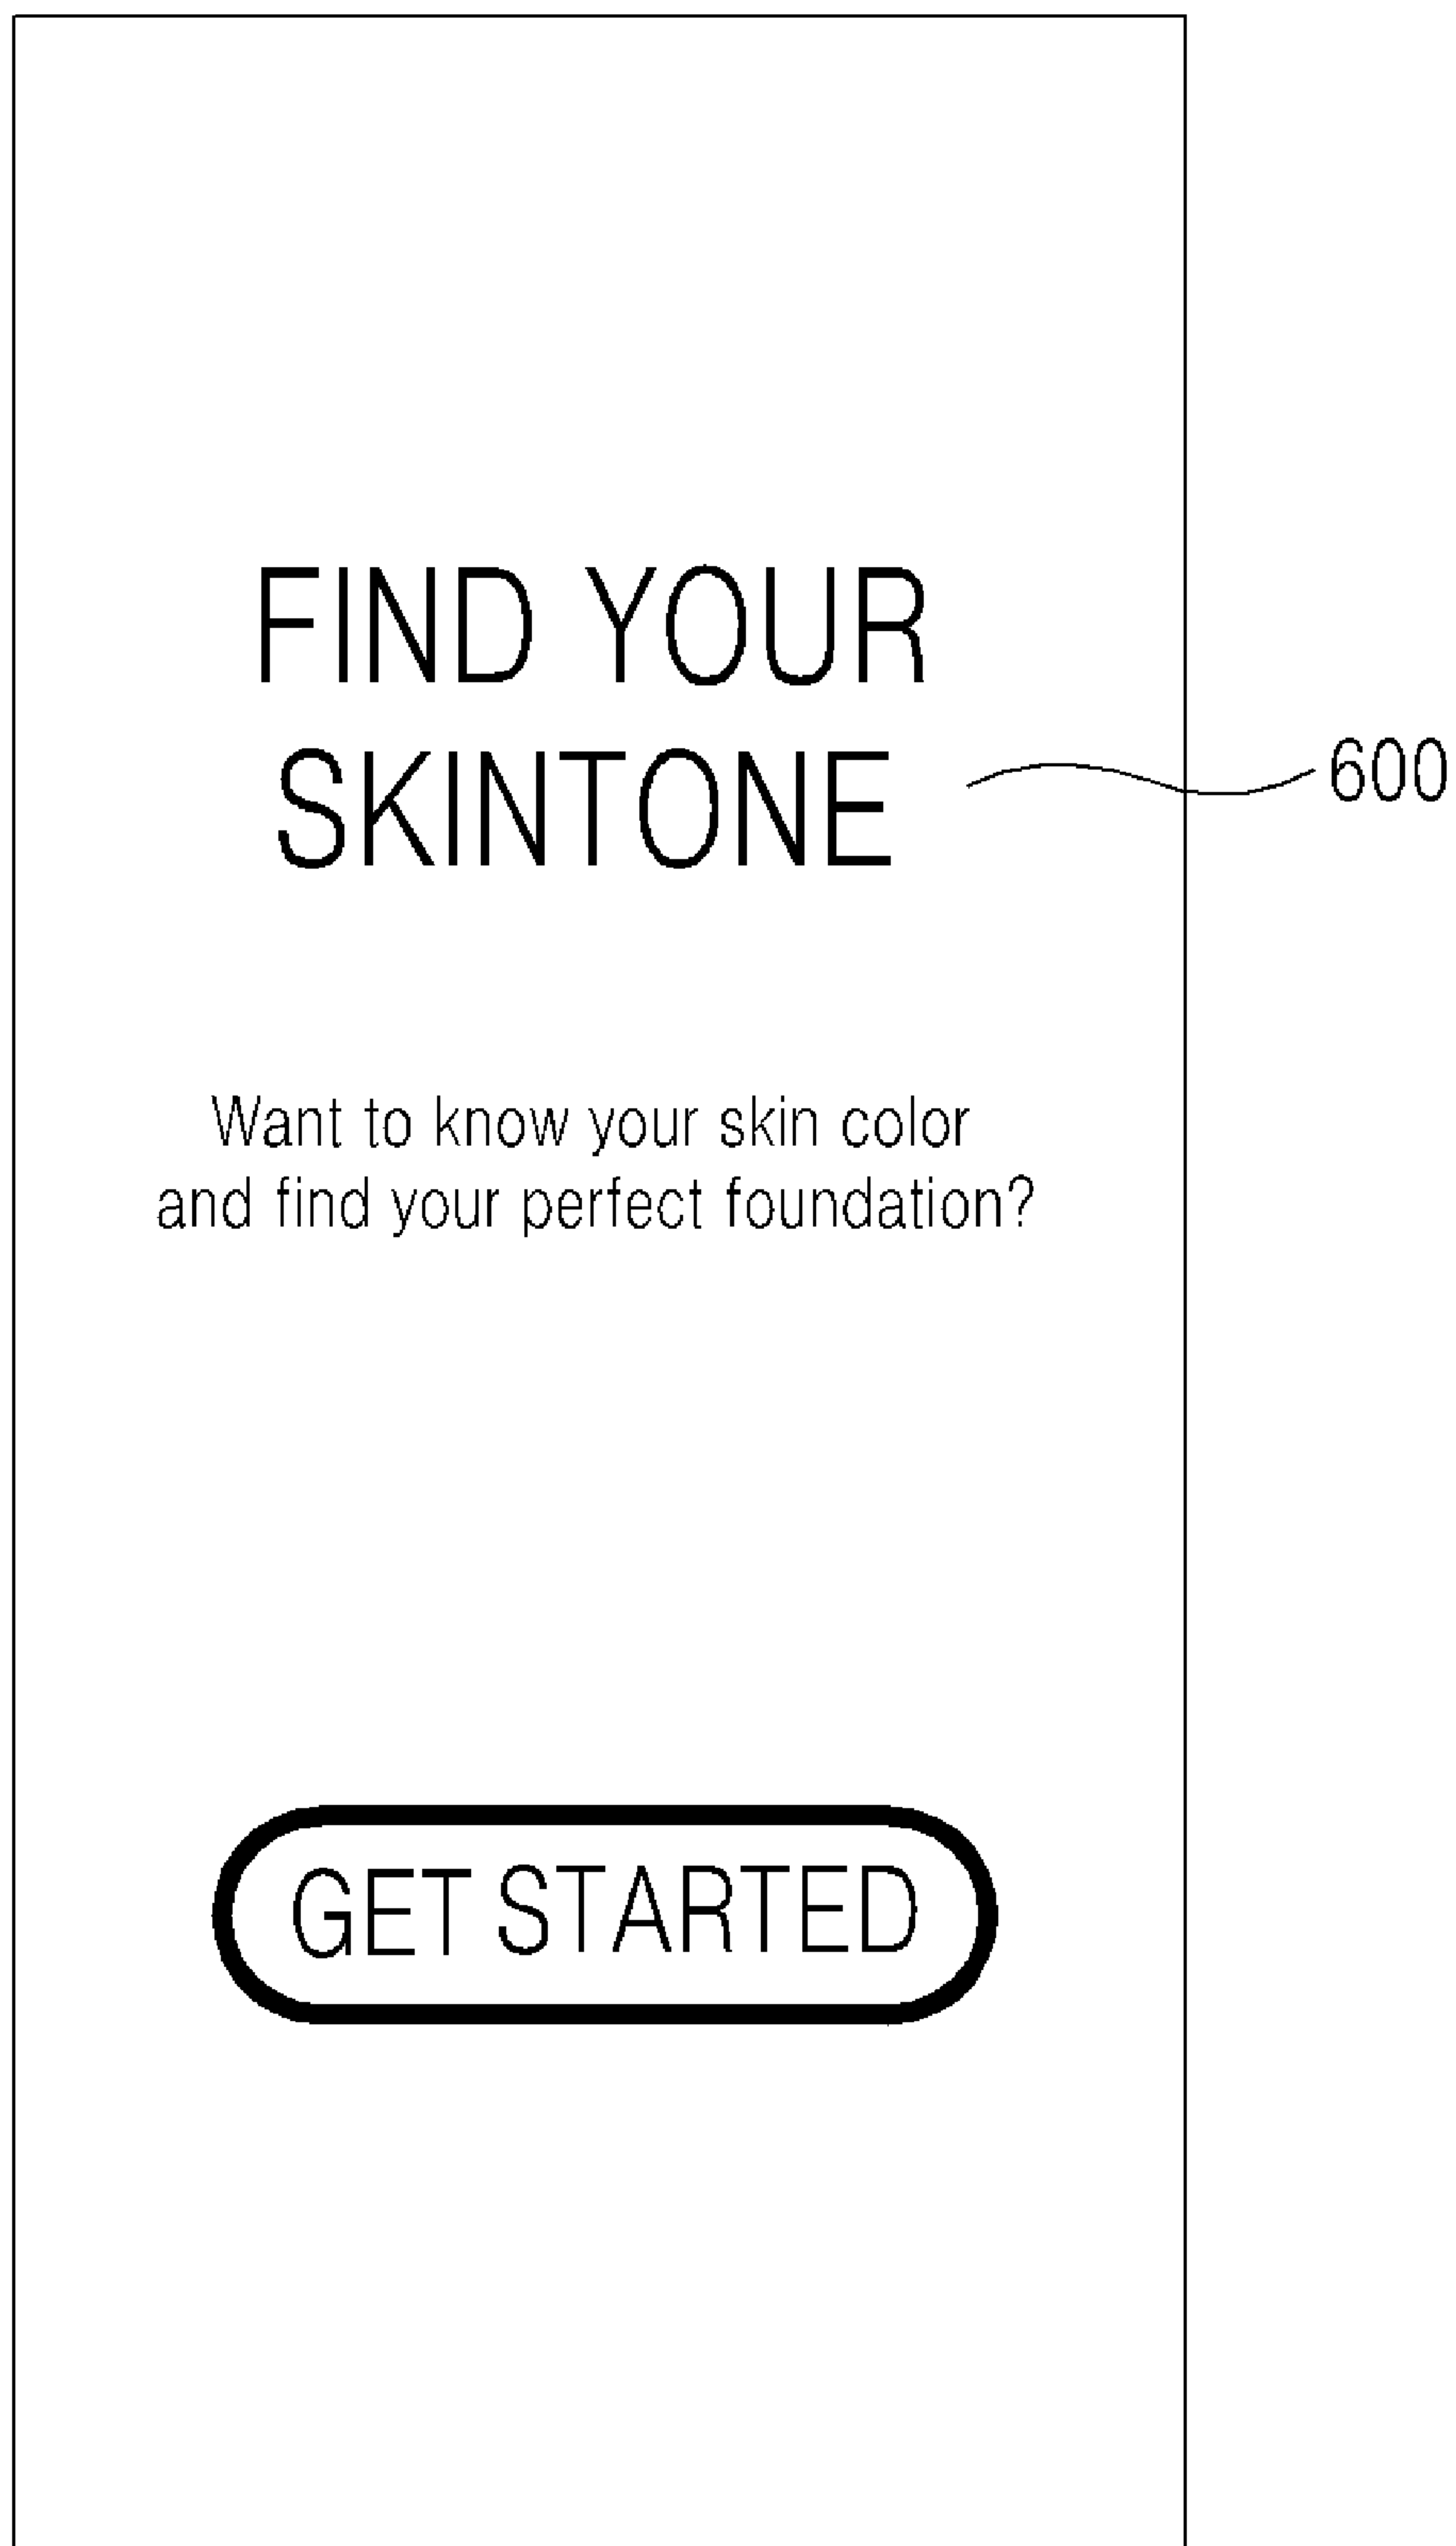 FIND YOUR
SKINTONE
600
Want to know your skin color
and find your perfect foundation?
GET STARTED